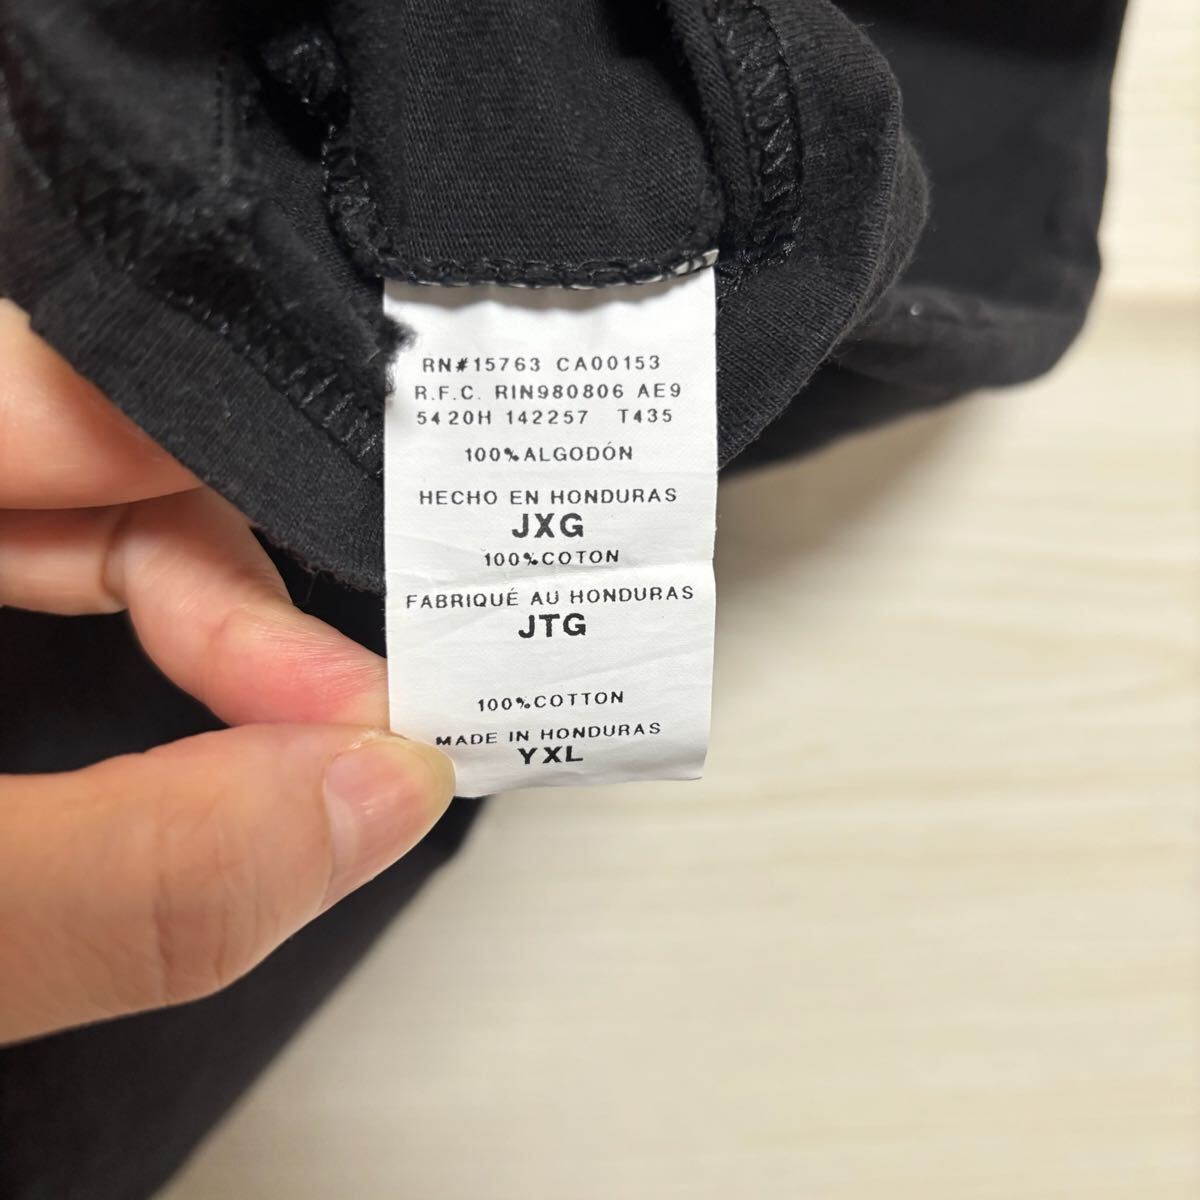 RN#15763 CA00153
R.F.C. RIN980806 AE9
5420H 142257 T435
100%ALGODÓN
HECHO EN HONDURAS
JXG
100%COTON
FABRIQUÉ AU HONDURAS
JTG
100%COTTON
MADE IN HONDURAS
YXL